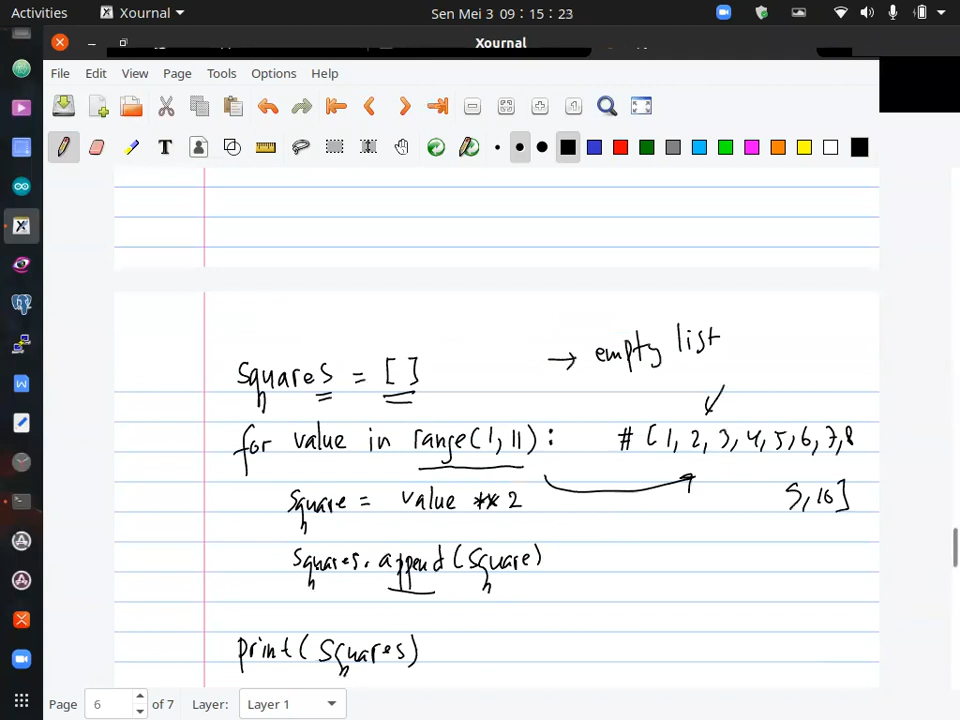 Activities Xournal Sen Mei 3 09:15:23
Xournal
File Edit View Page Tools Options Help
squares = [ ] → empty list
for value in range(1, 11): # [1, 2, 3, 4, 5, 6, 7, 8
square = value ** 2 9, 10]
squares.append(square)
print(squares)
Page 6 of 7 Layer: Layer 1